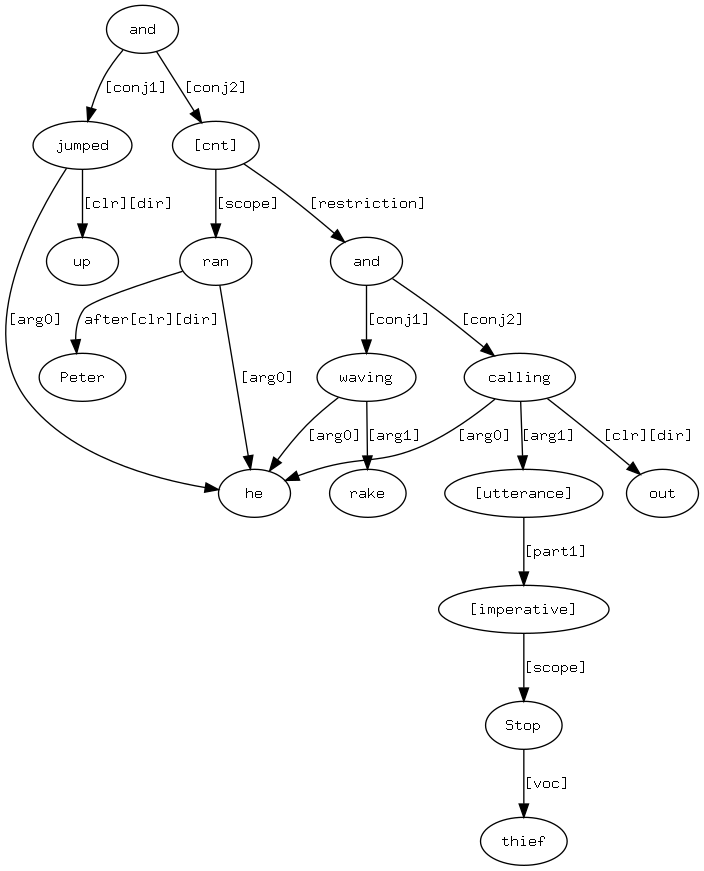 and
[conj1] [conj2]
jumped [cnt]
[clr][dir] [scope] [restriction]
up ran and
[arg0] after[clr][dir] [conj1] [conj2]
Peter [arg0] waving calling
[arg0] [arg1] [arg0] [arg1] [clr][dir]
he rake [utterance] out
[part1]
[imperative]
[scope]
Stop
[voc]
thief